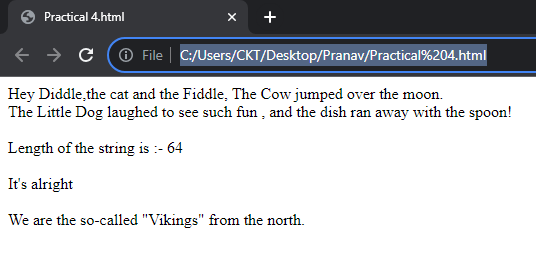 Practical 4.html
File C:/Users/CKT/Desktop/Pranav/Practical%204.html
Hey Diddle,the cat and the Fiddle, The Cow jumped over the moon.
The Little Dog laughed to see such fun , and the dish ran away with the spoon!
Length of the string is :- 64
It's alright
We are the so-called "Vikings" from the north.